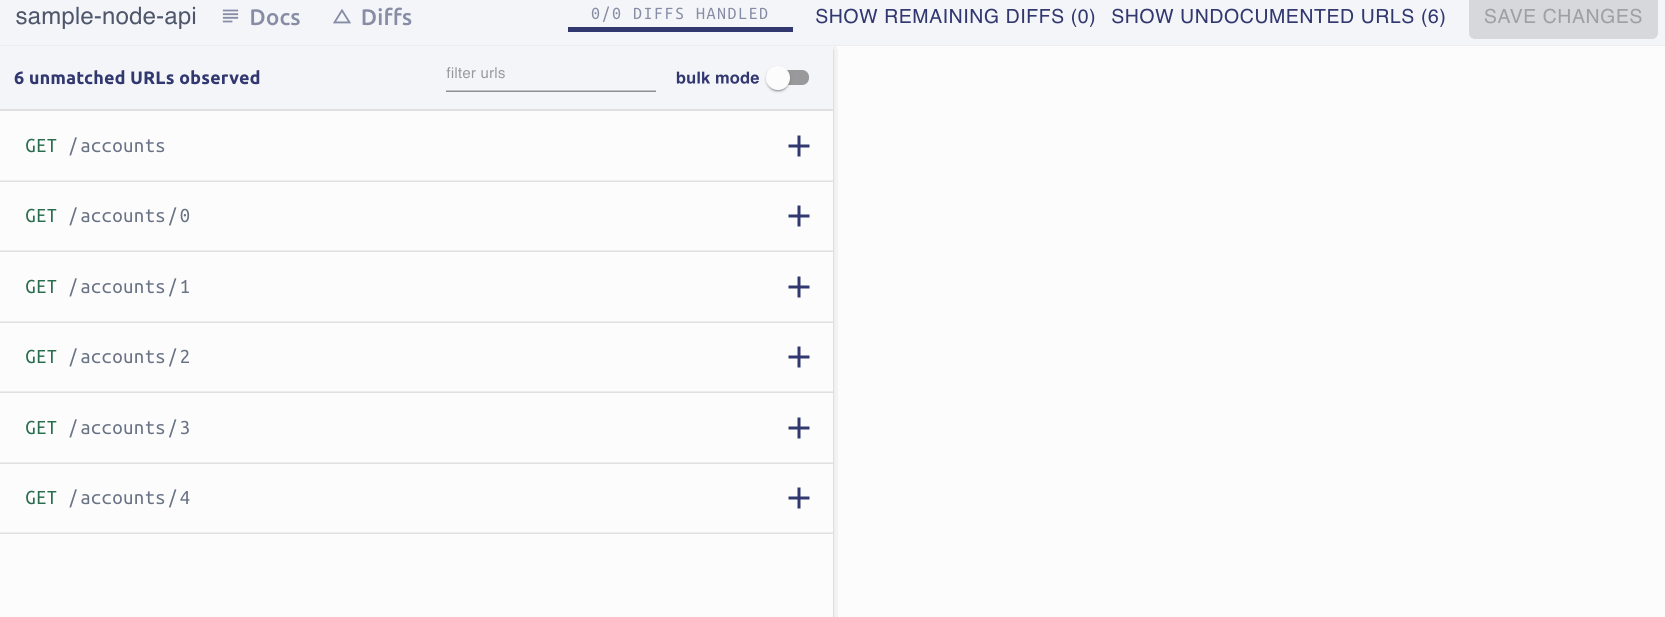 sample-node-api Docs Diffs 0/0 DIFFS HANDLED SHOW REMAINING DIFFS (0) SHOW UNDOCUMENTED URLS (6) SAVE CHANGES
6 unmatched URLs observed filter urls bulk mode
GET /accounts
GET /accounts/0
GET /accounts/1
GET /accounts/2
GET /accounts/3
GET /accounts/4